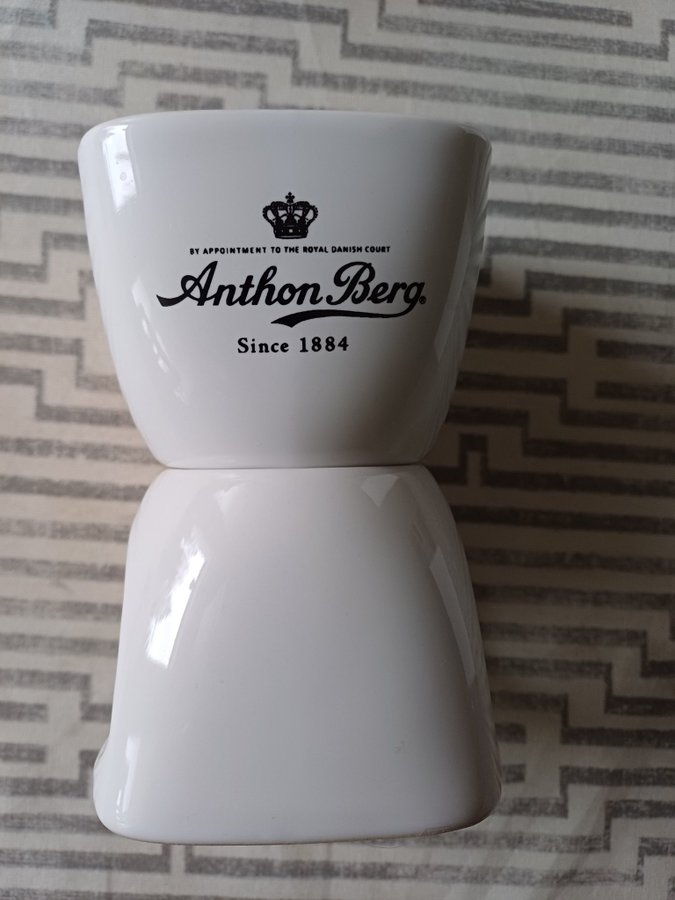 BY APPOINTMENT TO THE ROYAL DANISH COURT
Anthon Berg®
Since 1884